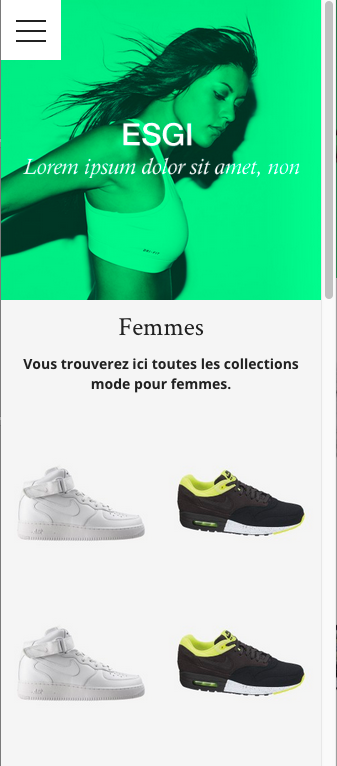 ESGI
Lorem ipsum dolor sit amet, non
Femmes
Vous trouverez ici toutes les collections
mode pour femmes.